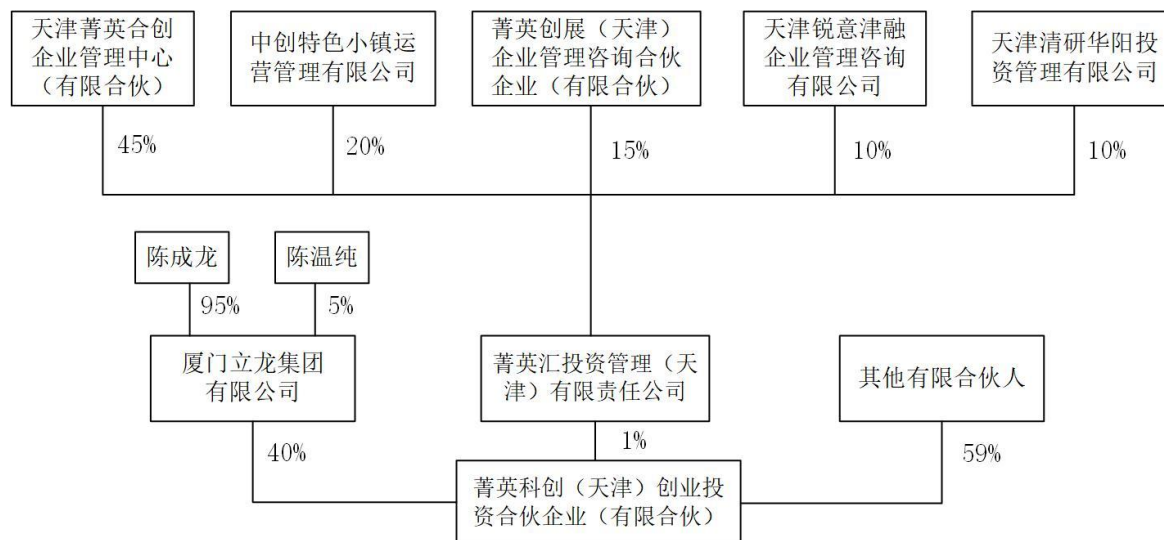 天津菁英合创
企业管理中心
（有限合伙）
中创特色小镇运
营管理有限公司
菁英创展（天津）
企业管理咨询合伙
企业（有限合伙）
天津锐意津融
企业管理咨询
有限公司
天津清研华阳投
资管理有限公司
45%
20%
15%
10%
10%
陈成龙
陈温纯
95%
5%
厦门立龙集团
有限公司
菁英汇投资管理（天
津）有限责任公司
其他有限合伙人
40%
1%
59%
菁英科创（天津）创业投
资合伙企业（有限合伙）